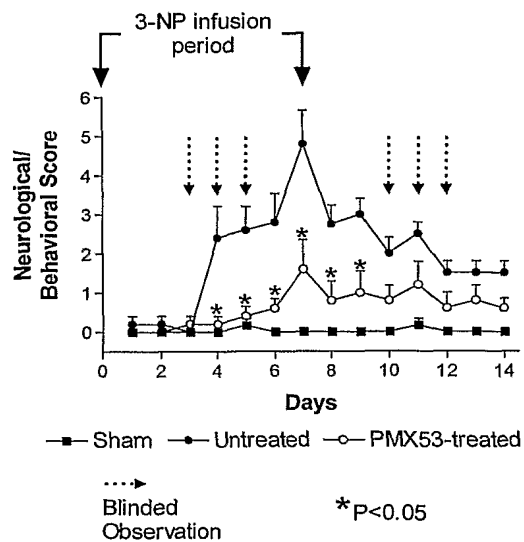 3-NP infusion
period
6
5
4
3
2
1
0
Neurological/
Behavioral Score
*
*
*
*
*
*
0 2 4 6 8 10 12 14
Days
Sham Untreated PMX53-treated
Blinded
Observation
*P<0.05